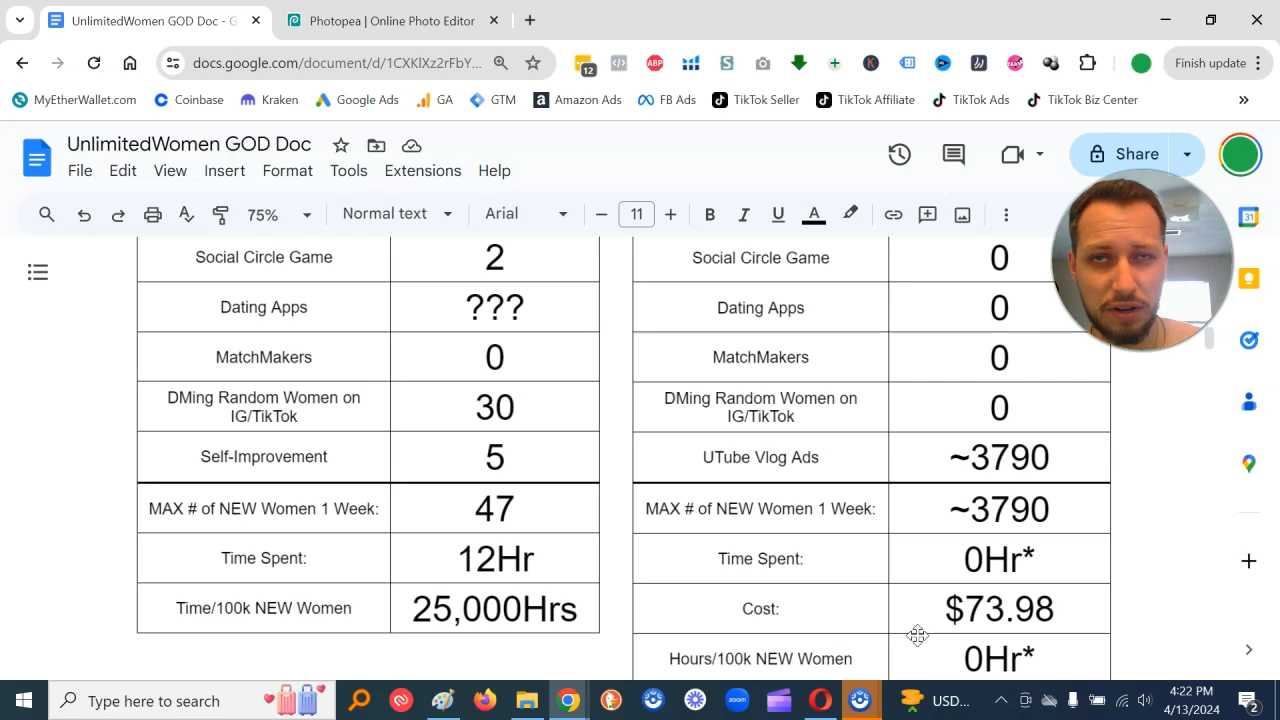 UnlimitedWomen GOD Doc - G
Photopea | Online Photo Editor
docs.google.com/document/d/1CXKlXz2rFbY...
12
ABP
Finish update
MyEtherWallet.com
Coinbase
Kraken
Google Ads
GA
GTM
Amazon Ads
FB Ads
TikTok Seller
TikTok Affiliate
TikTok Ads
TikTok Biz Center
UnlimitedWomen GOD Doc
Share
File Edit View Insert Format Tools Extensions Help
75% Normal text Arial 11 B I U A
Social Circle Game 2
Dating Apps ???
MatchMakers 0
DMing Random Women on
IG/TikTok 30
Self-Improvement 5
MAX # of NEW Women 1 Week: 47
Time Spent: 12Hr
Time/100k NEW Women 25,000Hrs
Social Circle Game 0
Dating Apps 0
MatchMakers 0
DMing Random Women on
IG/TikTok 0
UTube Vlog Ads ~3790
MAX # of NEW Women 1 Week: ~3790
Time Spent: 0Hr*
Cost: $73.98
Hours/100k NEW Women 0Hr*
Type here to search
zoom
USD...
4:22 PM
4/13/2024
2